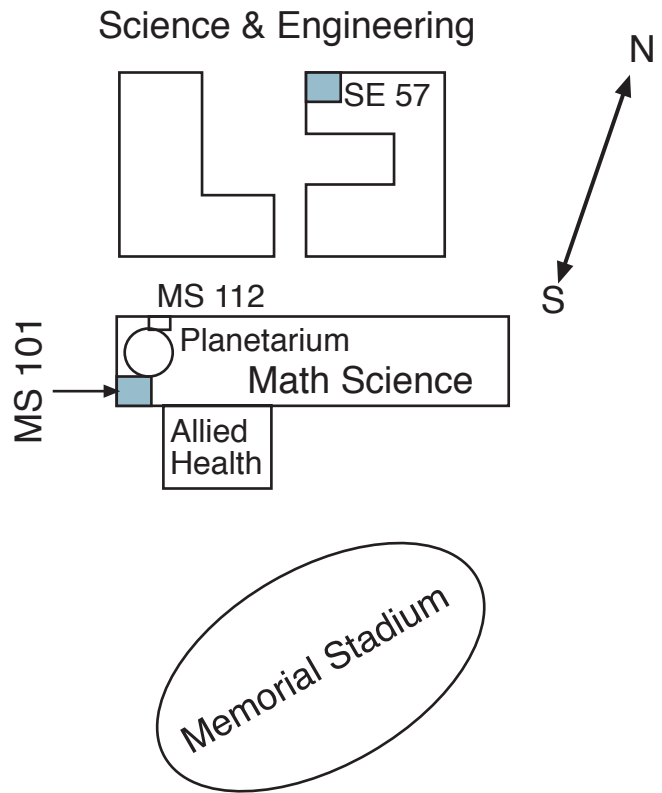 Science & Engineering
N
SE 57
S
MS 112
Planetarium
MS 101
Math Science
Allied
Health
Memorial Stadium